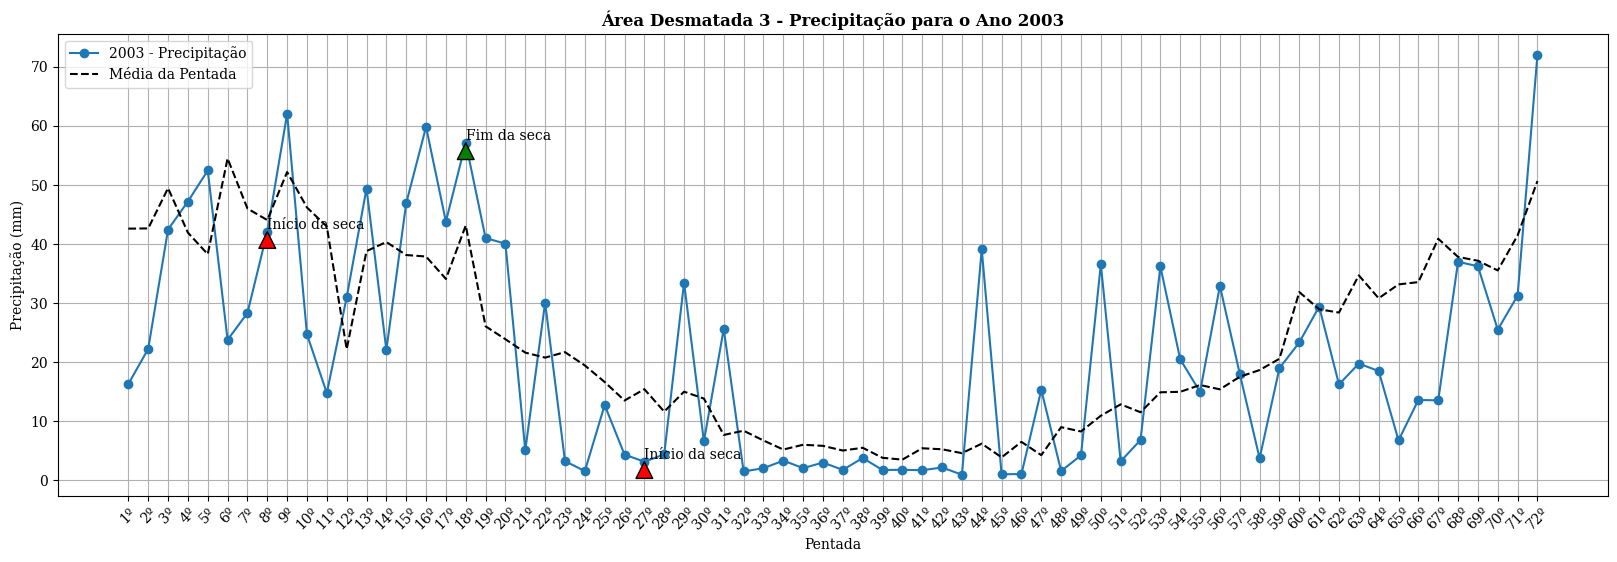 Área Desmatada 3 - Precipitação para o Ano 2003
2003 - Precipitação
Média da Pentada
Precipitação (mm)
70
60
50
40
30
20
10
0
Fim da seca
Início da seca
Início da seca
1º 2º 3º 4º 5º 6º 7º 8º 9º 10º 11º 12º 13º 14º 15º 16º 17º 18º 19º 20º 21º 22º 23º 24º 25º 26º 27º 28º 29º 30º 31º 32º 33º 34º 35º 36º 37º 38º 39º 40º 41º 42º 43º 44º 45º 46º 47º 48º 49º 50º 51º 52º 53º 54º 55º 56º 57º 58º 59º 60º 61º 62º 63º 64º 65º 66º 67º 68º 69º 70º 71º 72º
Pentada